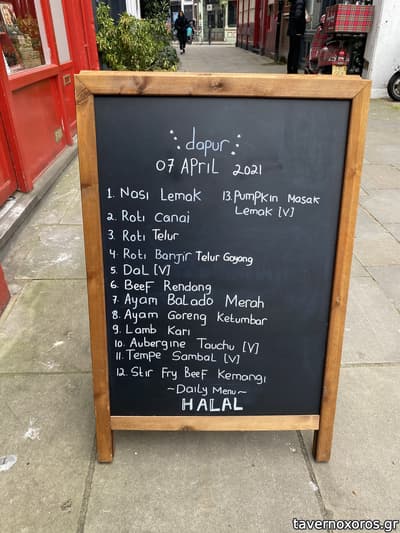 dapur
07 APRIL 2021
1. Nasi Lemak
2. Roti Canai
3. Roti Telur
4. Roti Banjir Telur Goyang
5. Dal [V]
6. Beef Rendang
7. Ayam Balado Merah
8. Ayam Goreng Ketumbar
9. Lamb Kari
10. Aubergine Tauchu [V]
11. Tempe Sambal [V]
12. Stir Fry Beef Kemangi
13. Pumpkin Masak
Lemak [V]
~Daily Menu~
HALAL
tavernoxoros.gr